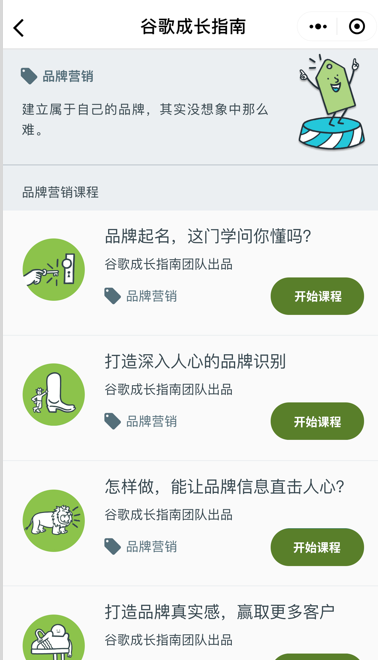 谷歌成长指南
品牌营销
建立属于自己的品牌，其实没想象中那么
难。
品牌营销课程
品牌起名，这门学问你懂吗？
谷歌成长指南团队出品
品牌营销
开始课程
打造深入人心的品牌识别
谷歌成长指南团队出品
品牌营销
开始课程
怎样做，能让品牌信息直击人心？
谷歌成长指南团队出品
品牌营销
开始课程
打造品牌真实感，赢取更多客户
谷歌成长指南团队出品